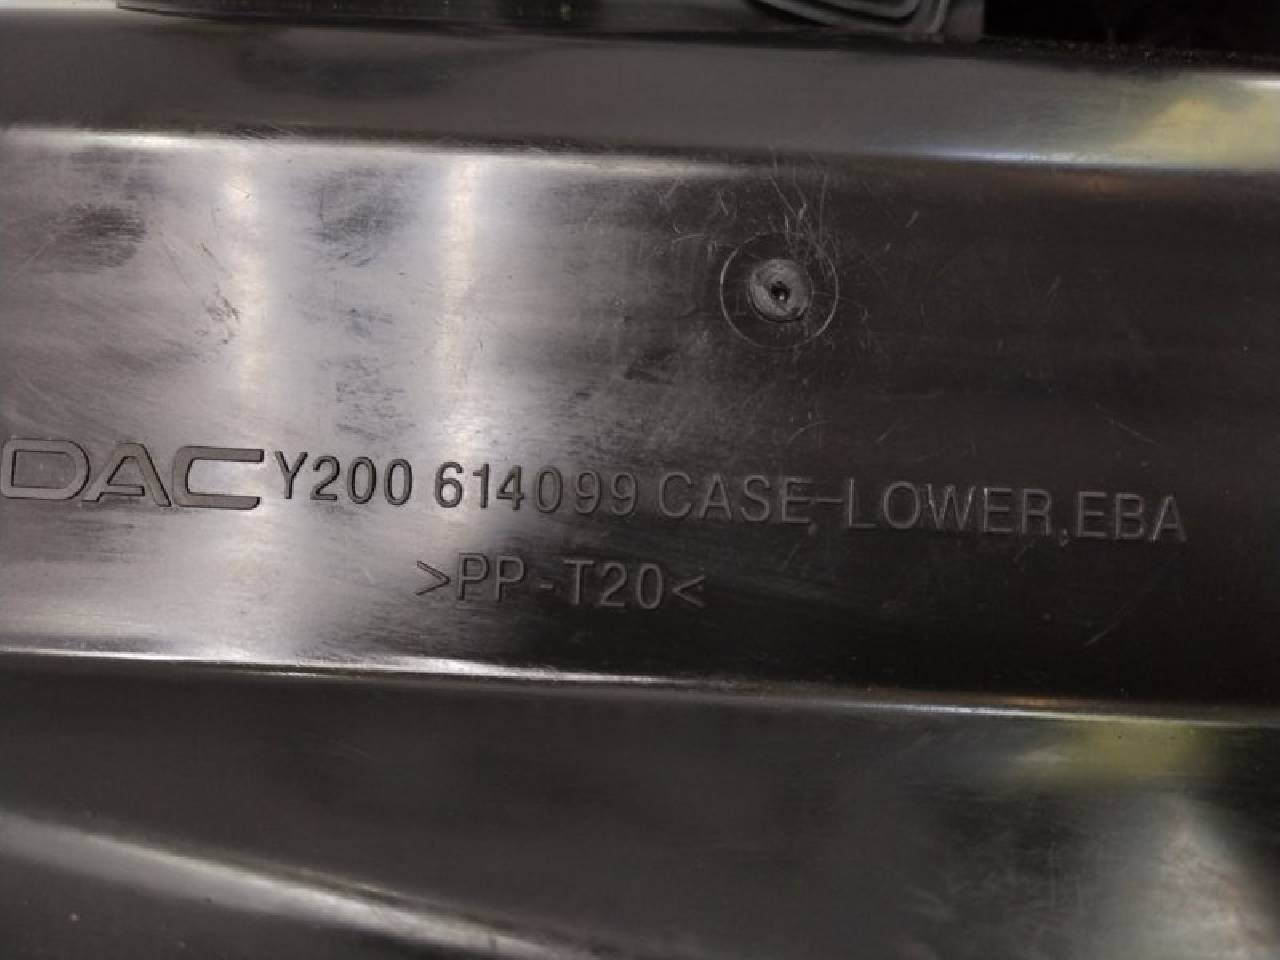 DAC Y200 614099 CASE-LOWER,EBA
>PP-T20<